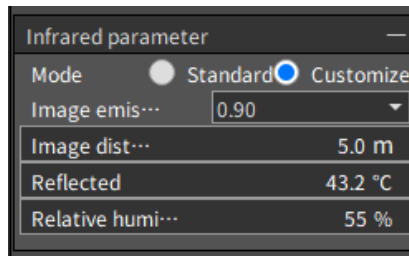 Infrared parameter
Mode Standard Customize
Image emis··· 0.90
Image dist··· 5.0 m
Reflected 43.2 °C
Relative humi··· 55 %